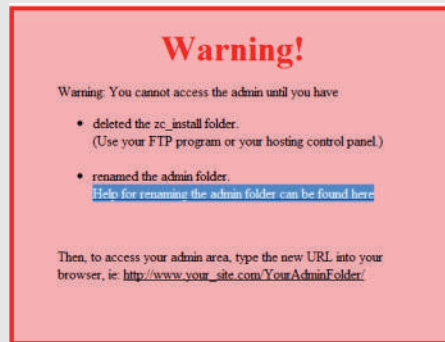 Warning!
Warning: You cannot access the admin until you have
• deleted the zc_install folder.
(Use your FTP program or your hosting control panel.)
• renamed the admin folder.
Help for renaming the admin folder can be found here
Then, to access your admin area, type the new URL into your
browser, ie: http://www.your_site.com/YourAdminFolder/